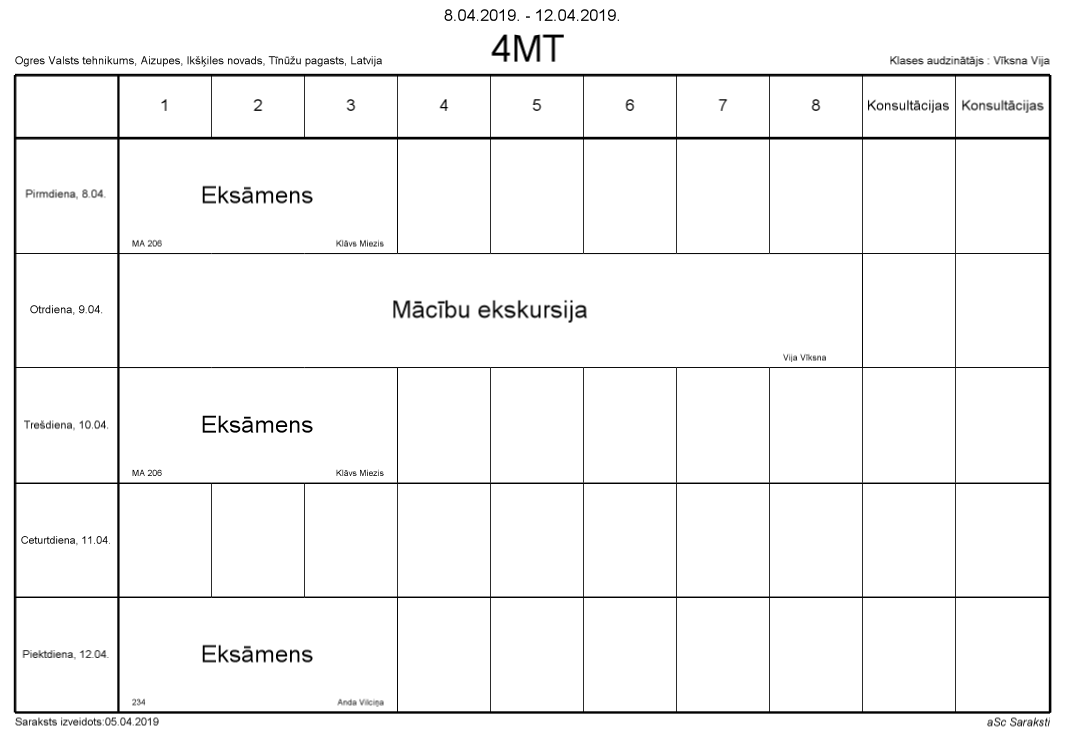 8.04.2019. - 12.04.2019.
4MT
Ogres Valsts tehnikums, Aizupes, Ikšķiles novads, Tīnūžu pagasts, Latvija
Klases audzinātājs : Vīksna Vija
1 2 3 4 5 6 7 8 Konsultācijas Konsultācijas
Pirmdiena, 8.04.
Eksāmens
MA 206 Klāvs Miezis
Otrdiena, 9.04.
Mācību ekskursija
Vija Vīksna
Trešdiena, 10.04.
Eksāmens
MA 206 Klāvs Miezis
Ceturtdiena, 11.04.
Piektdiena, 12.04.
Eksāmens
234 Anda Vilciņa
Saraksts izveidots:05.04.2019
aSc Saraksti